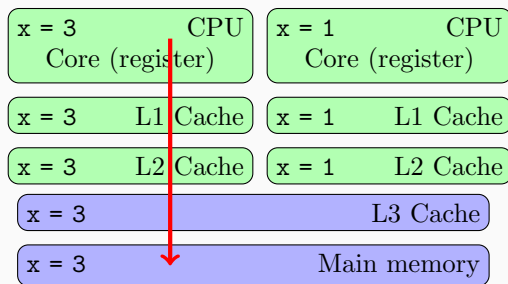 x = 3 CPU
Core (register)
x = 1 CPU
Core (register)
x = 3 L1 Cache
x = 1 L1 Cache
x = 3 L2 Cache
x = 1 L2 Cache
x = 3 L3 Cache
x = 3 Main memory